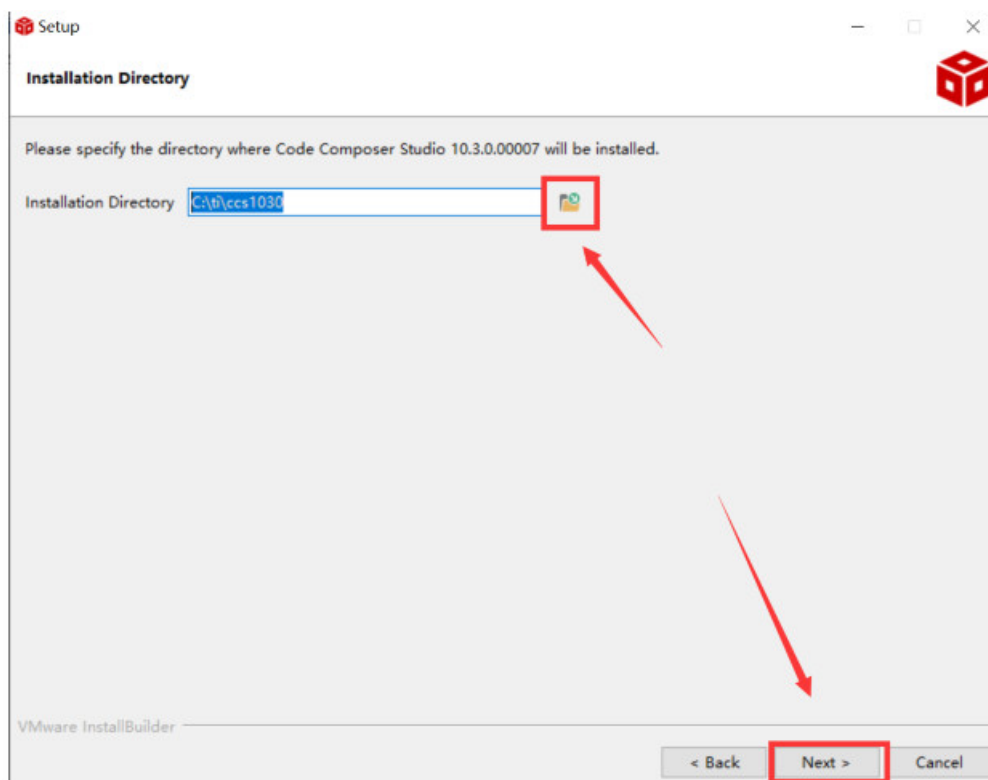 Setup
Installation Directory
Please specify the directory where Code Composer Studio 10.3.0.00007 will be installed.
Installation Directory C:\ti\ccs1030
VMware InstallBuilder
< Back Next > Cancel